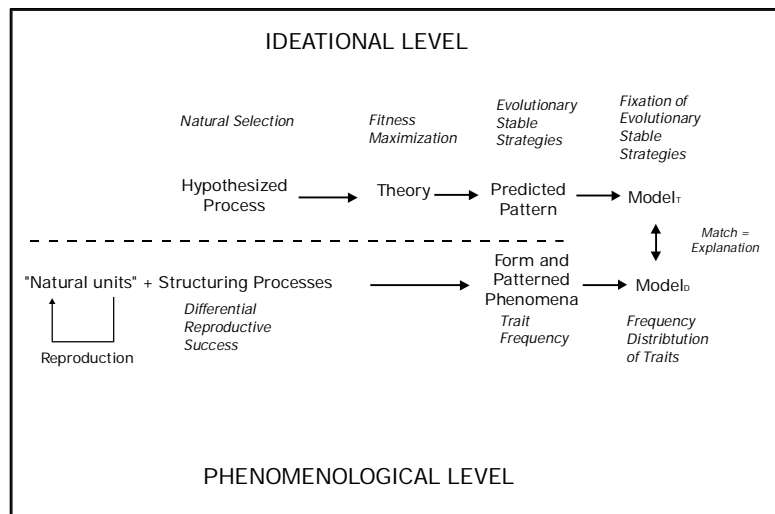 IDEATIONAL LEVEL
Natural Selection
Fitness
Maximization
Evolutionary
Stable
Strategies
Fixation of
Evolutionary
Stable
Strategies
Hypothesized
Process
Theory
Predicted
Pattern
ModelT
Match =
Explanation
"Natural units" + Structuring Processes
Form and
Patterned
Phenomena
ModelD
Differential
Reproductive
Success
Trait
Frequency
Frequency
Distribtution
of Traits
Reproduction
PHENOMENOLOGICAL LEVEL